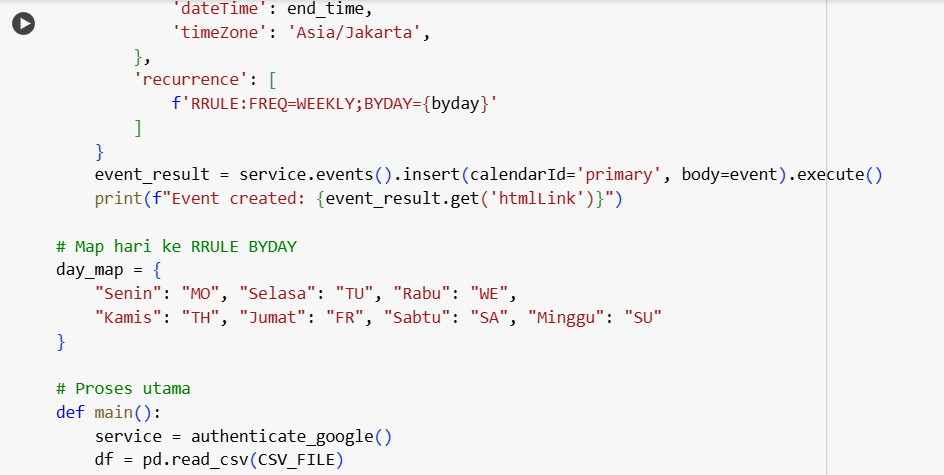 'dateTime': end_time,
                'timeZone': 'Asia/Jakarta',
            },
            'recurrence': [
                f'RRULE:FREQ=WEEKLY;BYDAY={byday}'
            ]
    }
    event_result = service.events().insert(calendarId='primary', body=event).execute()
    print(f"Event created: {event_result.get('htmlLink')}")
# Map hari ke RRULE BYDAY
day_map = {
    "Senin": "MO", "Selasa": "TU", "Rabu": "WE",
    "Kamis": "TH", "Jumat": "FR", "Sabtu": "SA", "Minggu": "SU"
}
# Proses utama
def main():
    service = authenticate_google()
    df = pd.read_csv(CSV_FILE)